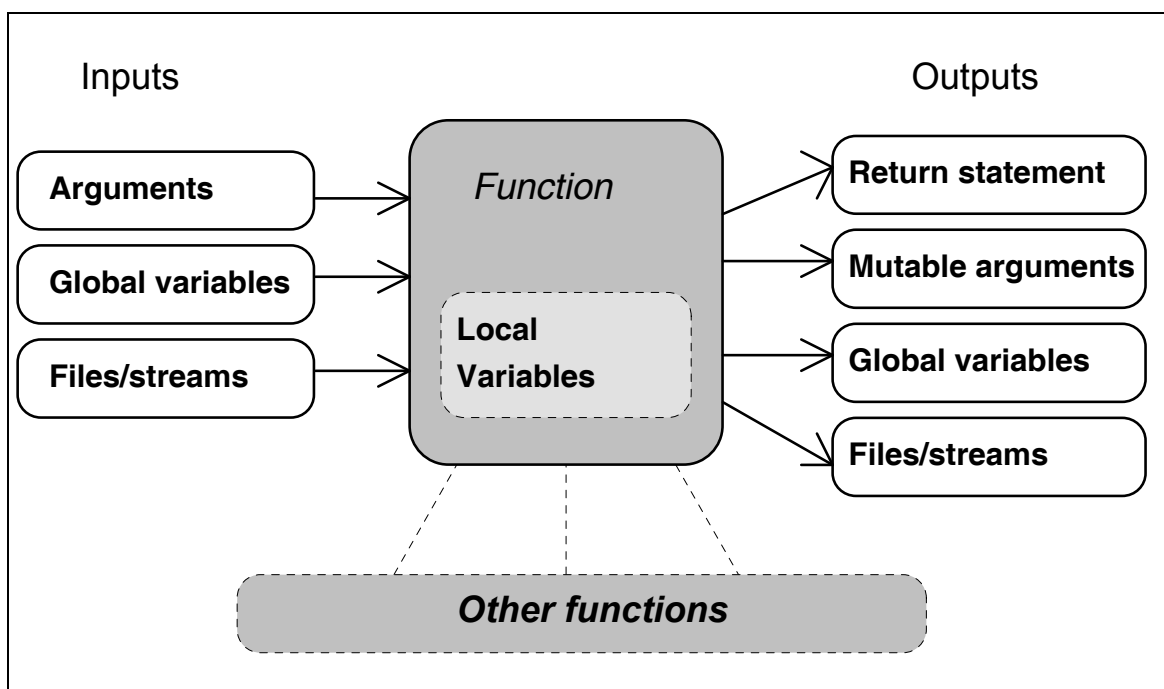 Inputs
Outputs
Arguments
Global variables
Files/streams
Function
Local
Variables
Return statement
Mutable arguments
Global variables
Files/streams
Other functions